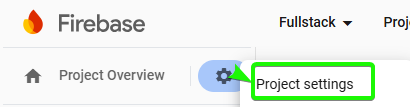 Firebase
Fullstack
Proj
Project Overview
Project settings